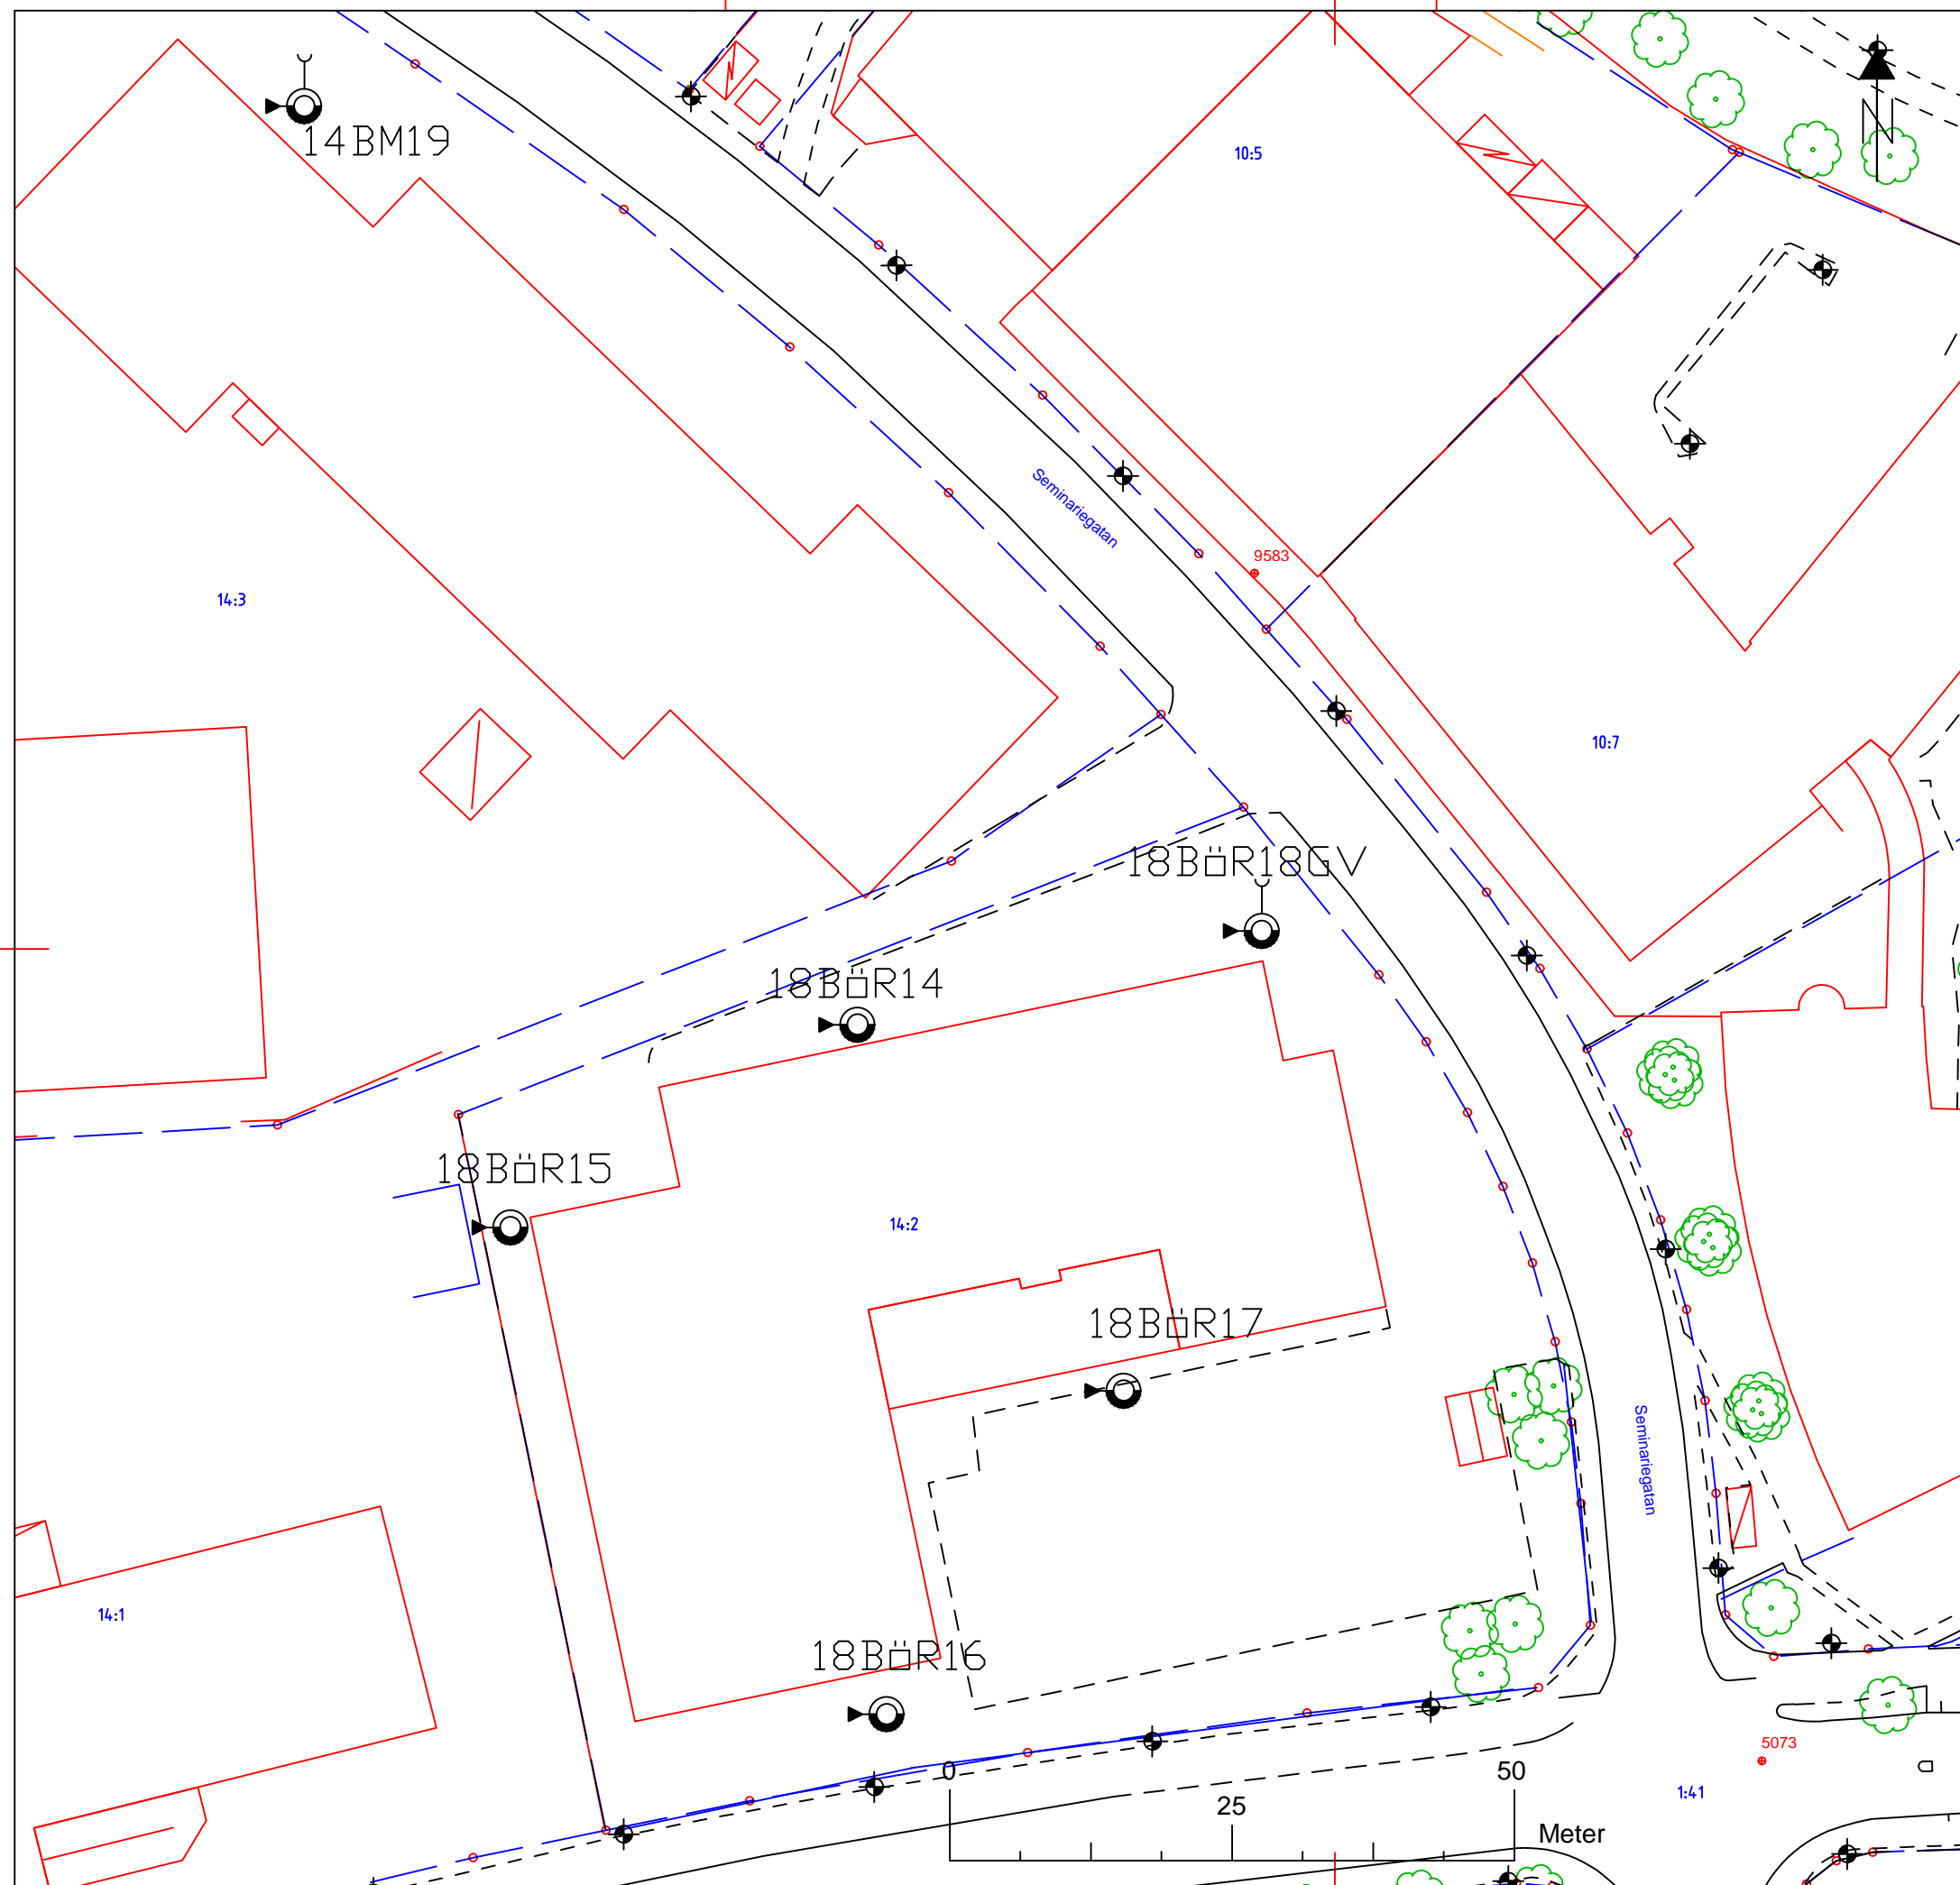 14BM19
N
10:5
Seminariegatan
9583
14:3
10:7
18BöR18GV
18BöR14
18BöR15
14:2
18BöR17
Seminariegatan
14:1
18BöR16
5073
0
50
1:41
25
Meter